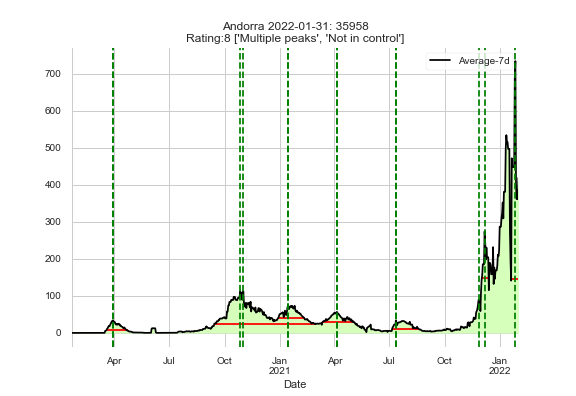 Andorra 2022-01-31: 35958
Rating:8 ['Multiple peaks', 'Not in control']
Average-7d
700
600
500
400
300
200
100
0
Apr Jul Oct Jan Apr Jul Oct Jan
2021 2022
Date